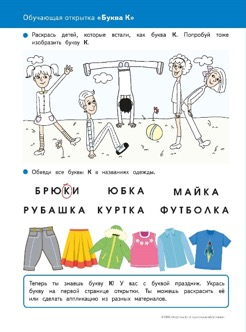 Обучающая открытка «Буква К»
Раскрась детей, которые встали, как буква К. Попробуй тоже
изобразить букву К.
Обведи все буквы К в названиях одежды.
БРЮКИ ЮБКА МАЙКА
РУБАШКА КУРТКА ФУТБОЛКА
Теперь ты знаешь букву К! У вас с буквой праздник. Укрась
букву на первой странице открытки. Ты можешь раскрасить её
или сделать аппликацию из разных материалов.